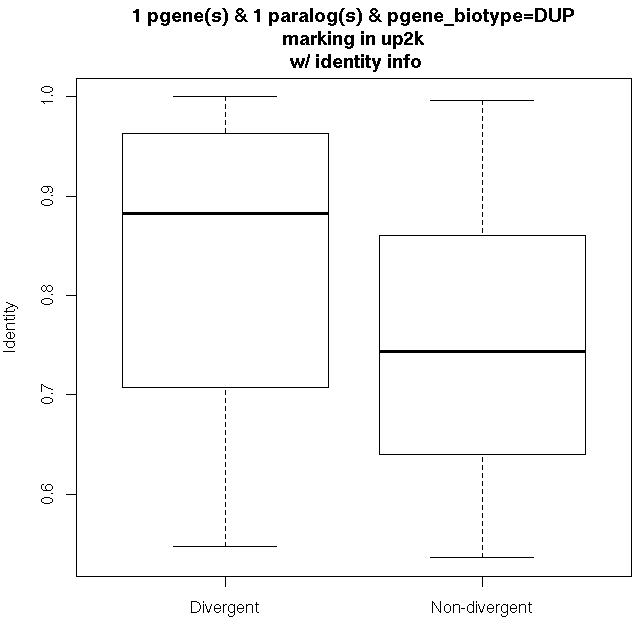 1 pgene(s) & 1 paralog(s) & pgene_biotype=DUP
marking in up2k
w/ identity info
Identity
1.0
0.9
0.8
0.7
0.6
Divergent
Non-divergent